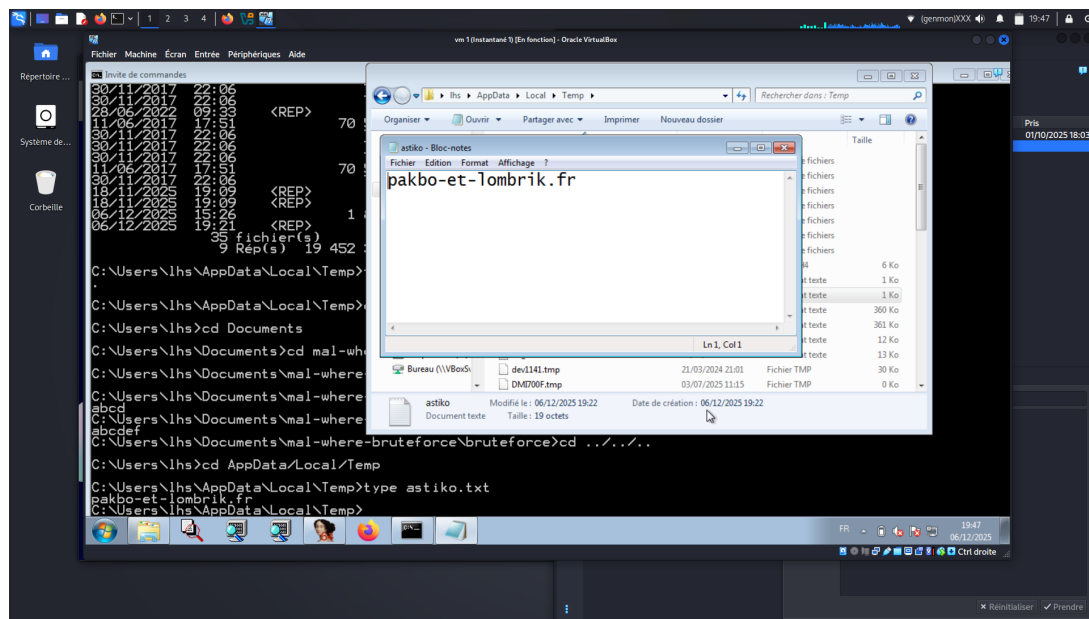 1 2 3 4
(genmon)XXX
19:47
vm 1 (Instantané 1) [En fonction] - Oracle VirtualBox
Fichier Machine Écran Entrée Périphériques Aide
Répertoire ...
Système de...
Corbeille
Pris
01/10/2025 18:03
Invite de commandes
30/11/2017 22:06
30/11/2017 22:06
28/06/2022 09:33 <REP>
11/06/2017 17:51 70
30/11/2017 22:06
30/11/2017 22:06
30/11/2017 22:06
11/06/2017 17:51 70
30/11/2017 22:06
18/11/2025 19:09 <REP>
18/11/2025 19:09 <REP>
06/12/2025 15:26 1
06/12/2025 19:21 <REP>
35 fichier(s)
9 Rép(s) 19 452
C:\Users\lhs\AppData\Local\Temp>
.
C:\Users\lhs\AppData\Local\Temp>
C:\Users\lhs>cd Documents
C:\Users\lhs\Documents>cd mal-whe
C:\Users\lhs\Documents\mal-where
C:\Users\lhs\Documents\mal-where
abcd
C:\Users\lhs\Documents\mal-where
abcdef
C:\Users\lhs\Documents\mal-where-bruteforce\bruteforce>cd ../../..
C:\Users\lhs>cd AppData/Local/Temp
C:\Users\lhs\AppData\Local\Temp>type astiko.txt
pakbo-et-lombrik.fr
C:\Users\lhs\AppData\Local\Temp>
lhs AppData Local Temp
Rechercher dans : Temp
Organiser Ouvrir Partager avec Imprimer Nouveau dossier
Taille
e fichiers
e fichiers
e fichiers
e fichiers
e fichiers
e fichiers
e fichiers
6 Ko
t texte 1 Ko
t texte 1 Ko
t texte 360 Ko
t texte 361 Ko
t texte 12 Ko
t texte 13 Ko
astiko - Bloc-notes
Fichier Edition Format Affichage ?
pakbo-et-lombrik.fr
Ln 1, Col 1
Bureau (\\VBoxSv
dev1141.tmp 21/03/2024 21:01 Fichier TMP 30 Ko
DMI700F.tmp 03/07/2025 11:15 Fichier TMP 0 Ko
astiko Modifié le : 06/12/2025 19:22 Date de création : 06/12/2025 19:22
Document texte Taille : 19 octets
FR
19:47
06/12/2025
Ctrl droite
Réinitialiser Prendre